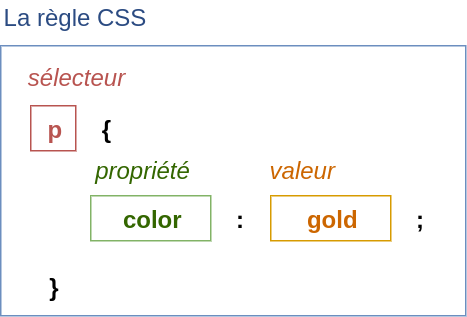 La règle CSS
sélecteur
p {
propriété valeur
color : gold ;
}